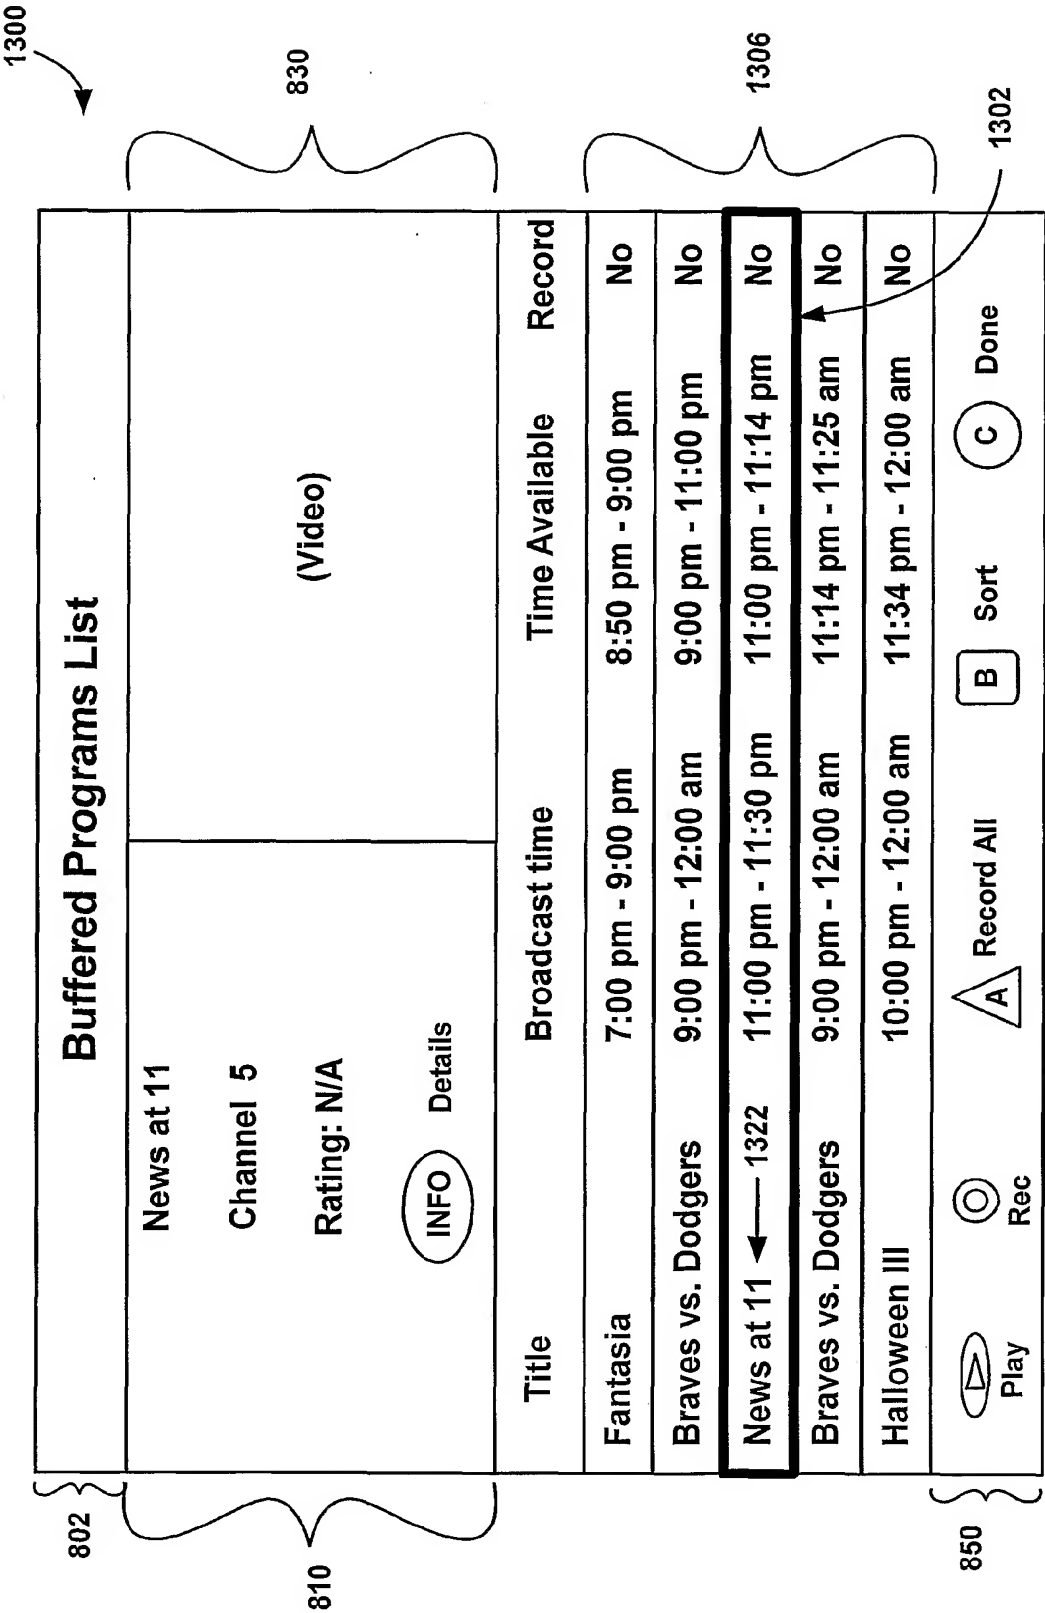 1300
802
Buffered Programs List
810
News at 11
Channel 5
Rating: N/A
INFO Details
(Video)
830
Title Broadcast time Time Available Record
Fantasia 7:00 pm - 9:00 pm 8:50 pm - 9:00 pm No
Braves vs. Dodgers 9:00 pm - 12:00 am 9:00 pm - 11:00 pm No
News at 11 1322 11:00 pm - 11:30 pm 11:00 pm - 11:14 pm No
Braves vs. Dodgers 9:00 pm - 12:00 am 11:14 pm - 11:25 am No
Halloween III 10:00 pm - 12:00 am 11:34 pm - 12:00 am No
1306
1302
850
Play
Rec
A Record All
B Sort
C Done